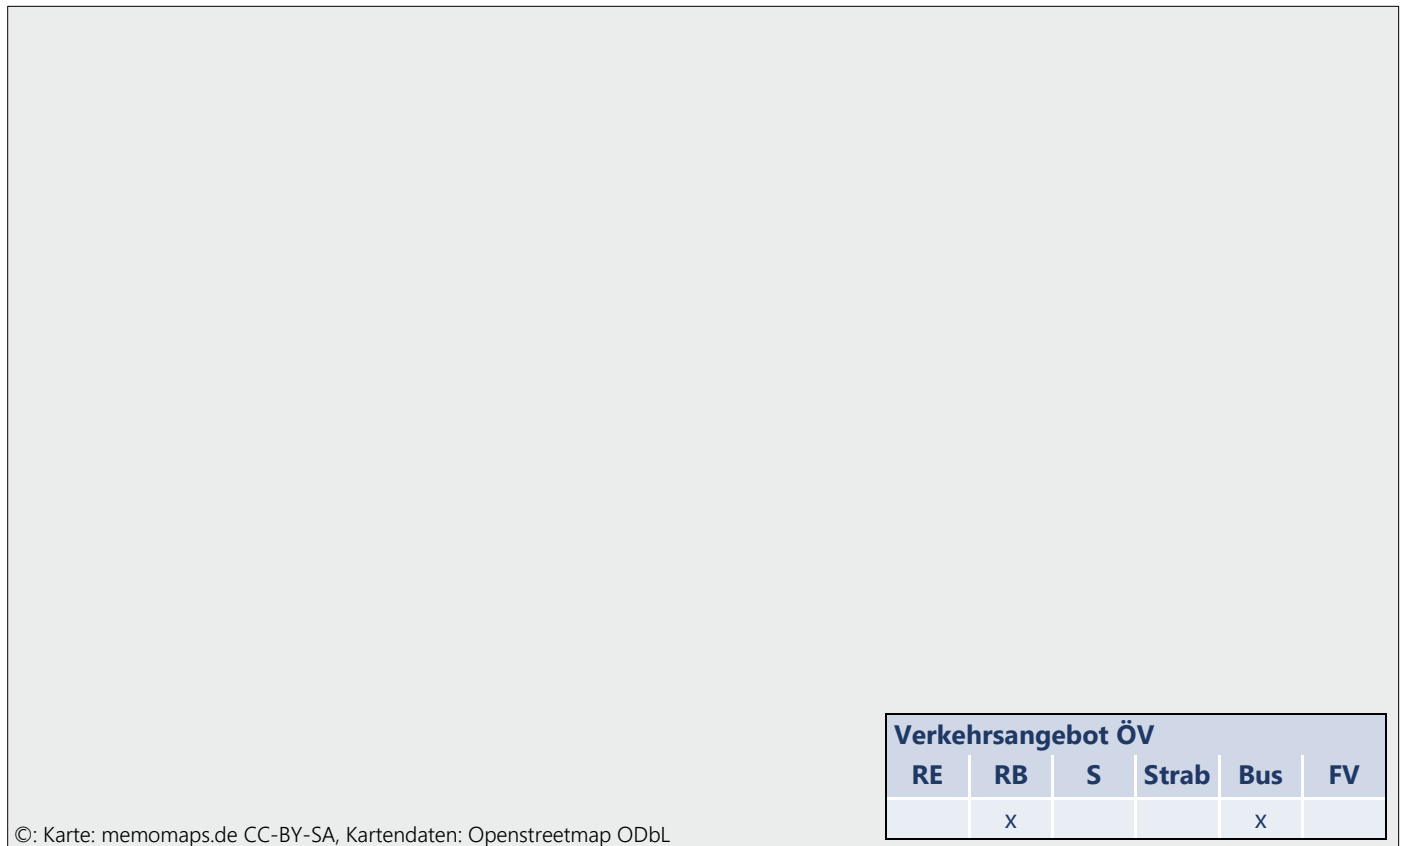 Verkehrsangebot ÖV
RE RB S Strab Bus FV
x x
©: Karte: memomaps.de CC-BY-SA, Kartendaten: Openstreetmap ODbL